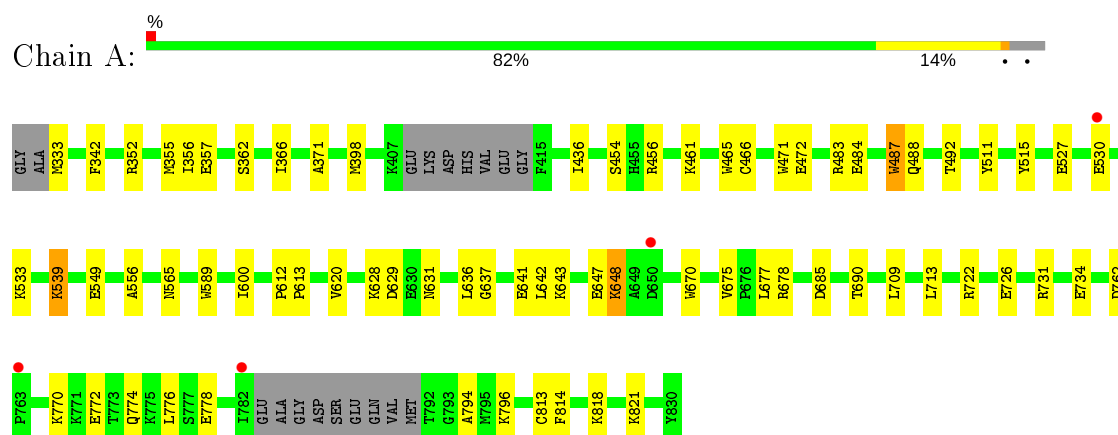 %
Chain A:
82% 14% • •
GLY ALA M333 F342 R352 M355 I356 E357 S362 I366 A371 M398 K407 GLU LYS ASP HIS VAL GLU GLY F415 I436 S454 H455 R456 K461 W465 C466 W471 E472 R483 E484 W487 Q488 T492 Y511 Y515 E527 E530
K533 K539 E549 A556 N565 W589 I600 P612 P613 V620 K628 D629 E630 N631 L636 G637 E641 L642 K643 E647 K648 A649 D650 W670 V675 P676 L677 R678 D685 T690 L709 L713 R722 E726 R731 E734
P763 K770 K771 E772 T773 Q774 K775 L776 S777 E778 I782 GLU ALA GLY ASP SER GLU GLN VAL MET T792 G793 A794 M795 K796 C813 F814 K818 K821 Y830